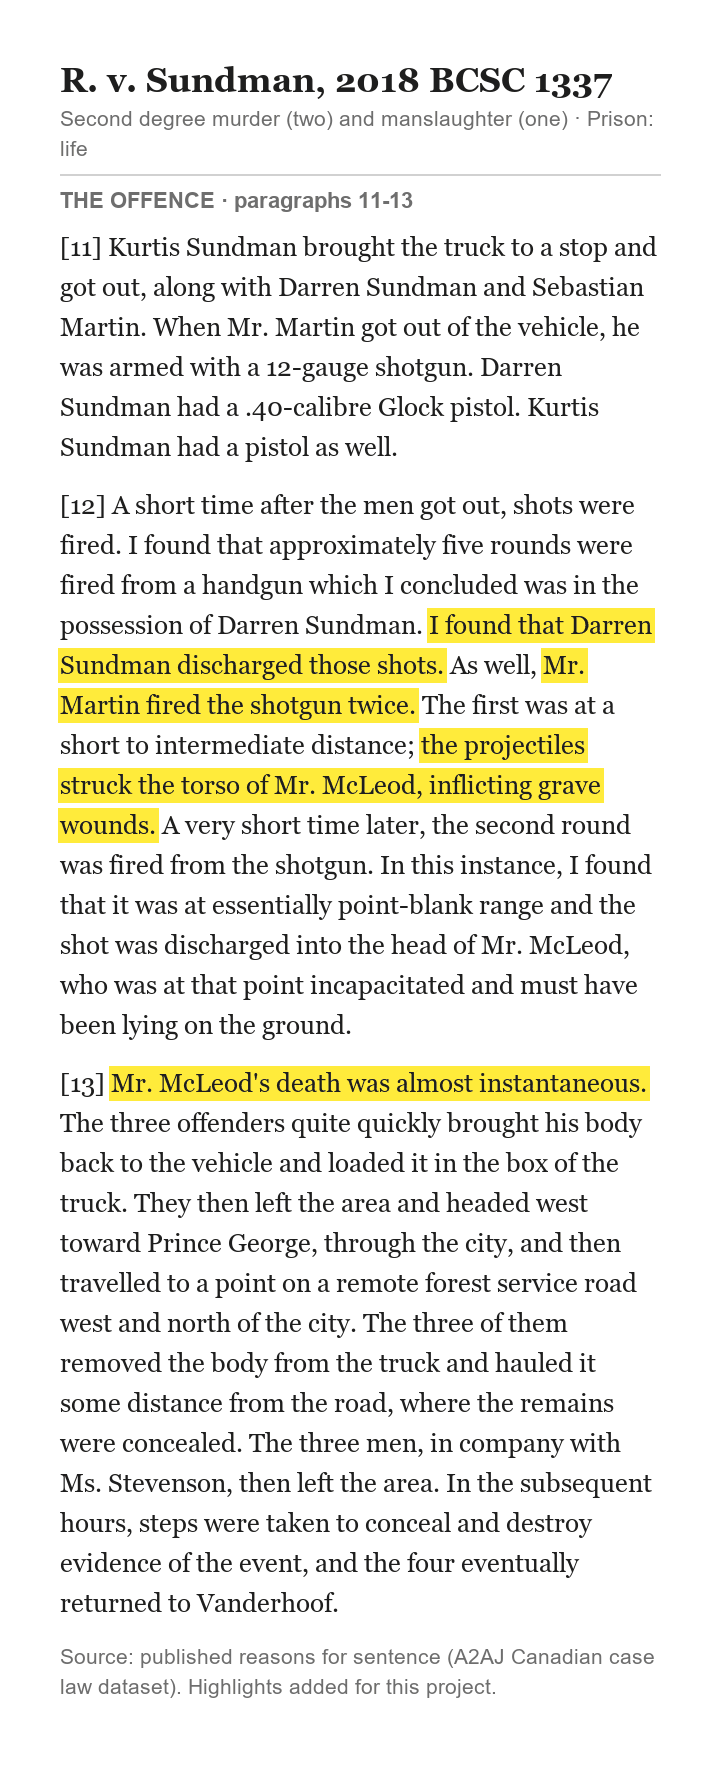 R. v. Sundman, 2018 BCSC 1337
Second degree murder (two) and manslaughter (one) · Prison:
life
THE OFFENCE · paragraphs 11-13
[11] Kurtis Sundman brought the truck to a stop and
got out, along with Darren Sundman and Sebastian
Martin. When Mr. Martin got out of the vehicle, he
was armed with a 12-gauge shotgun. Darren
Sundman had a .40-calibre Glock pistol. Kurtis
Sundman had a pistol as well.
[12] A short time after the men got out, shots were
fired. I found that approximately five rounds were
fired from a handgun which I concluded was in the
possession of Darren Sundman. I found that Darren
Sundman discharged those shots. As well, Mr.
Martin fired the shotgun twice. The first was at a
short to intermediate distance; the projectiles
struck the torso of Mr. McLeod, inflicting grave
wounds. A very short time later, the second round
was fired from the shotgun. In this instance, I found
that it was at essentially point-blank range and the
shot was discharged into the head of Mr. McLeod,
who was at that point incapacitated and must have
been lying on the ground.
[13] Mr. McLeod's death was almost instantaneous.
The three offenders quite quickly brought his body
back to the vehicle and loaded it in the box of the
truck. They then left the area and headed west
toward Prince George, through the city, and then
travelled to a point on a remote forest service road
west and north of the city. The three of them
removed the body from the truck and hauled it
some distance from the road, where the remains
were concealed. The three men, in company with
Ms. Stevenson, then left the area. In the subsequent
hours, steps were taken to conceal and destroy
evidence of the event, and the four eventually
returned to Vanderhoof.
Source: published reasons for sentence (A2AJ Canadian case
law dataset). Highlights added for this project.